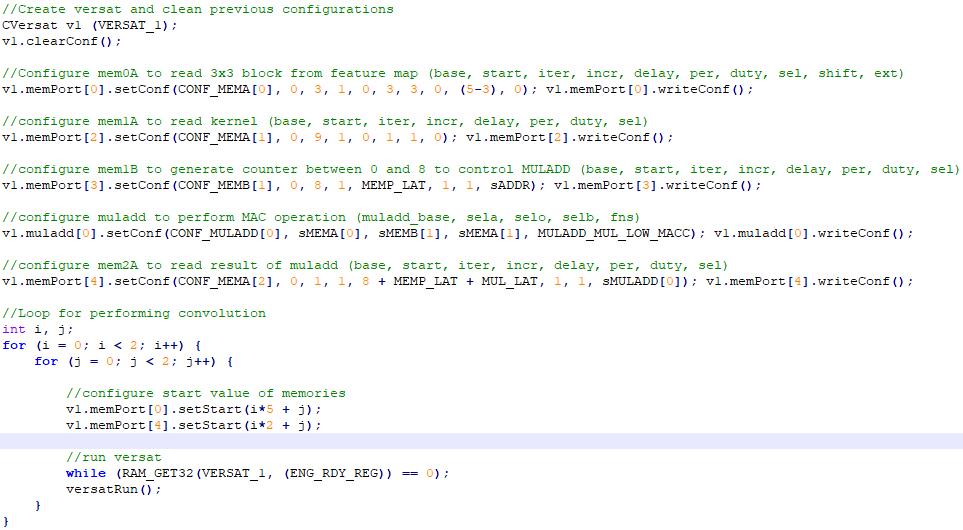 //Create versat and clean previous configurations
CVersat v1 (VERSAT_1);
v1.clearConf();
//Configure mem0A to read 3x3 block from feature map (base, start, iter, incr, delay, per, duty, sel, shift, ext)
v1.memPort[0].setConf(CONF_MEMA[0], 0, 3, 1, 0, 3, 3, 0, (5-3), 0); v1.memPort[0].writeConf();
//configure mem1A to read kernel (base, start, iter, incr, delay, per, duty, sel)
v1.memPort[2].setConf(CONF_MEMA[1], 0, 9, 1, 0, 1, 1, 0); v1.memPort[2].writeConf();
//configure mem1B to generate counter between 0 and 8 to control MULADD (base, start, iter, incr, delay, per, duty, sel)
v1.memPort[3].setConf(CONF_MEMB[1], 0, 8, 1, MEMP_LAT, 1, 1, sADDR); v1.memPort[3].writeConf();
//configure muladd to perform MAC operation (muladd_base, sela, selo, selb, fns)
v1.muladd[0].setConf(CONF_MULADD[0], sMEMA[0], sMEMB[1], sMEMA[1], MULADD_MUL_LOW_MACC); v1.muladd[0].writeConf();
//configure mem2A to read result of muladd (base, start, iter, incr, delay, per, duty, sel)
v1.memPort[4].setConf(CONF_MEMA[2], 0, 1, 1, 8 + MEMP_LAT + MUL_LAT, 1, 1, sMULADD[0]); v1.memPort[4].writeConf();
//Loop for performing convolution
int i, j;
for (i = 0; i < 2; i++) {
for (j = 0; j < 2; j++) {
//configure start value of memories
v1.memPort[0].setStart(i*5 + j);
v1.memPort[4].setStart(i*2 + j);
//run versat
while (RAM_GET32(VERSAT_1, (ENG_RDY_REG)) == 0);
versatRun();
}
}